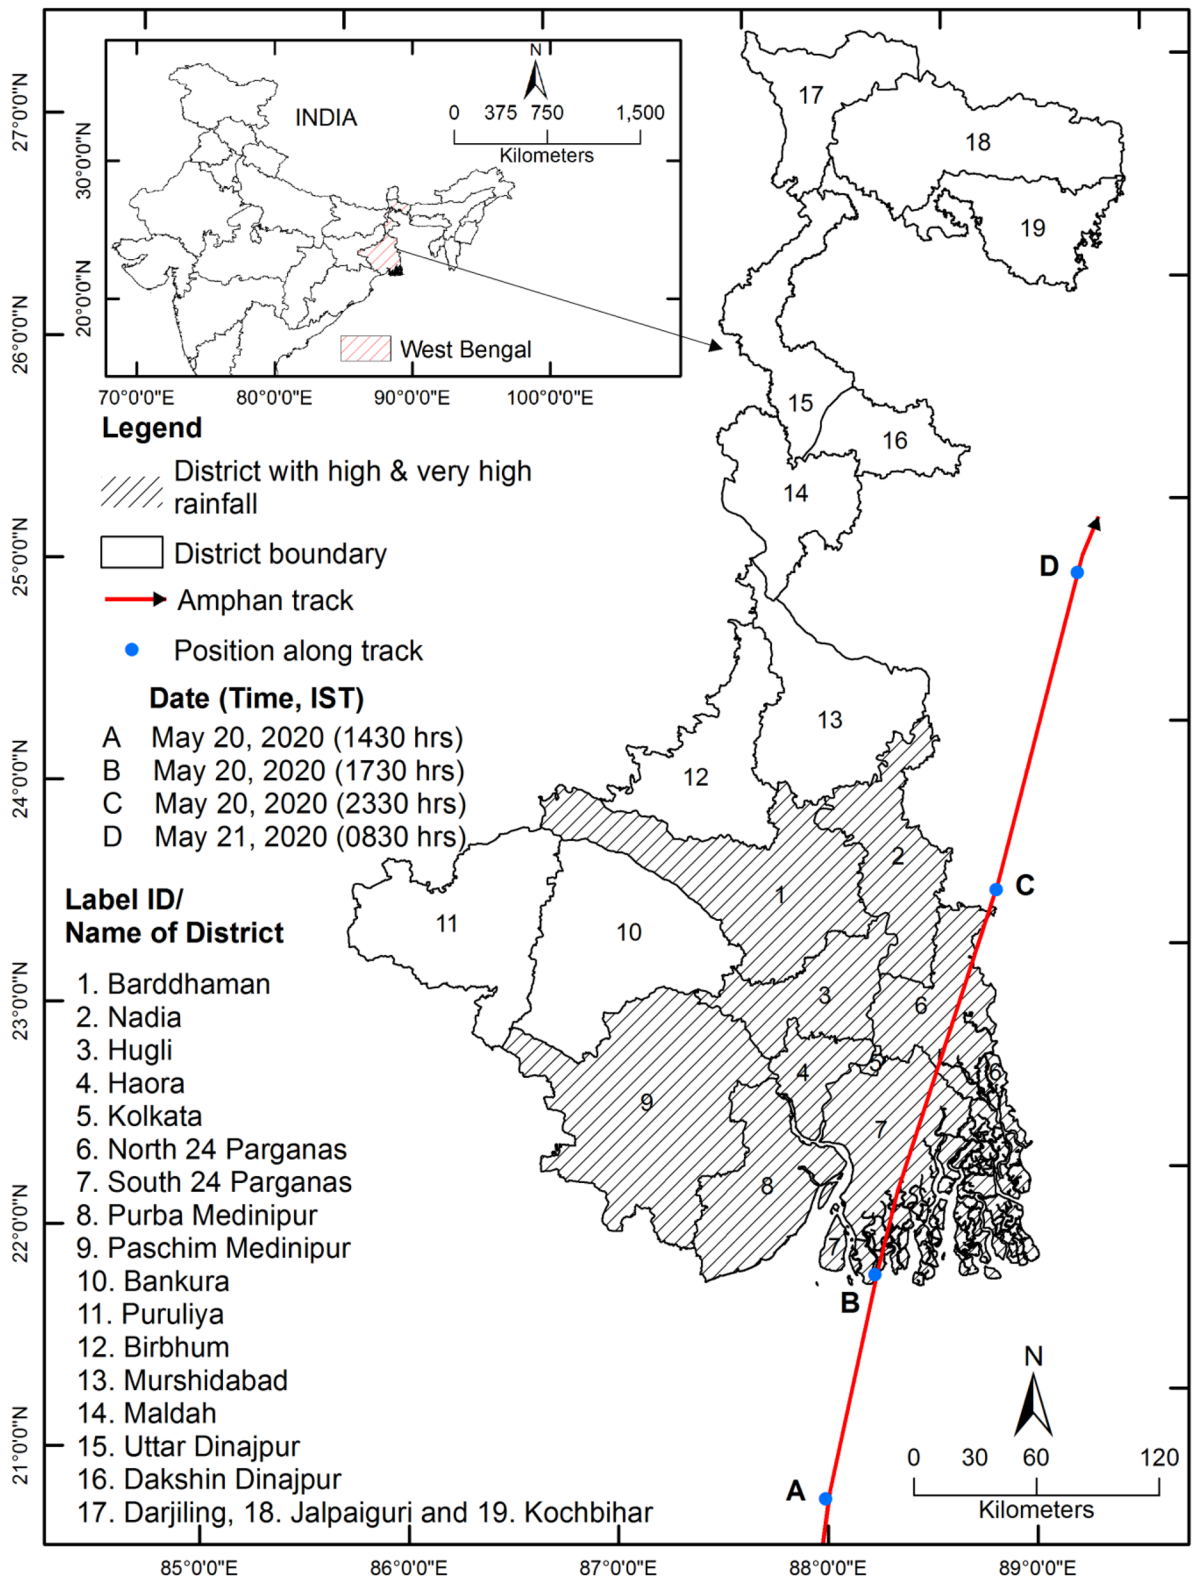 N
INDIA
0 375 750 1,500
Kilometers
30°0'0"N
20°0'0"N
West Bengal
70°0'0"E 80°0'0"E 90°0'0"E 100°0'0"E
27°0'0"N
26°0'0"N
25°0'0"N
24°0'0"N
23°0'0"N
22°0'0"N
21°0'0"N
Legend
District with high & very high
rainfall
District boundary
Amphan track
Position along track
Date (Time, IST)
A May 20, 2020 (1430 hrs)
B May 20, 2020 (1730 hrs)
C May 20, 2020 (2330 hrs)
D May 21, 2020 (0830 hrs)
Label ID/
Name of District
1. Barddhaman
2. Nadia
3. Hugli
4. Haora
5. Kolkata
6. North 24 Parganas
7. South 24 Parganas
8. Purba Medinipur
9. Paschim Medinipur
10. Bankura
11. Puruliya
12. Birbhum
13. Murshidabad
14. Maldah
15. Uttar Dinajpur
16. Dakshin Dinajpur
17. Darjiling, 18. Jalpaiguri and 19. Kochbihar
17
18
19
15
16
14
D
13
12
2
C
1
11
10
3
6
5
4
6
9
7
8
7
7
B
A
N
0 30 60 120
Kilometers
85°0'0"E 86°0'0"E 87°0'0"E 88°0'0"E 89°0'0"E